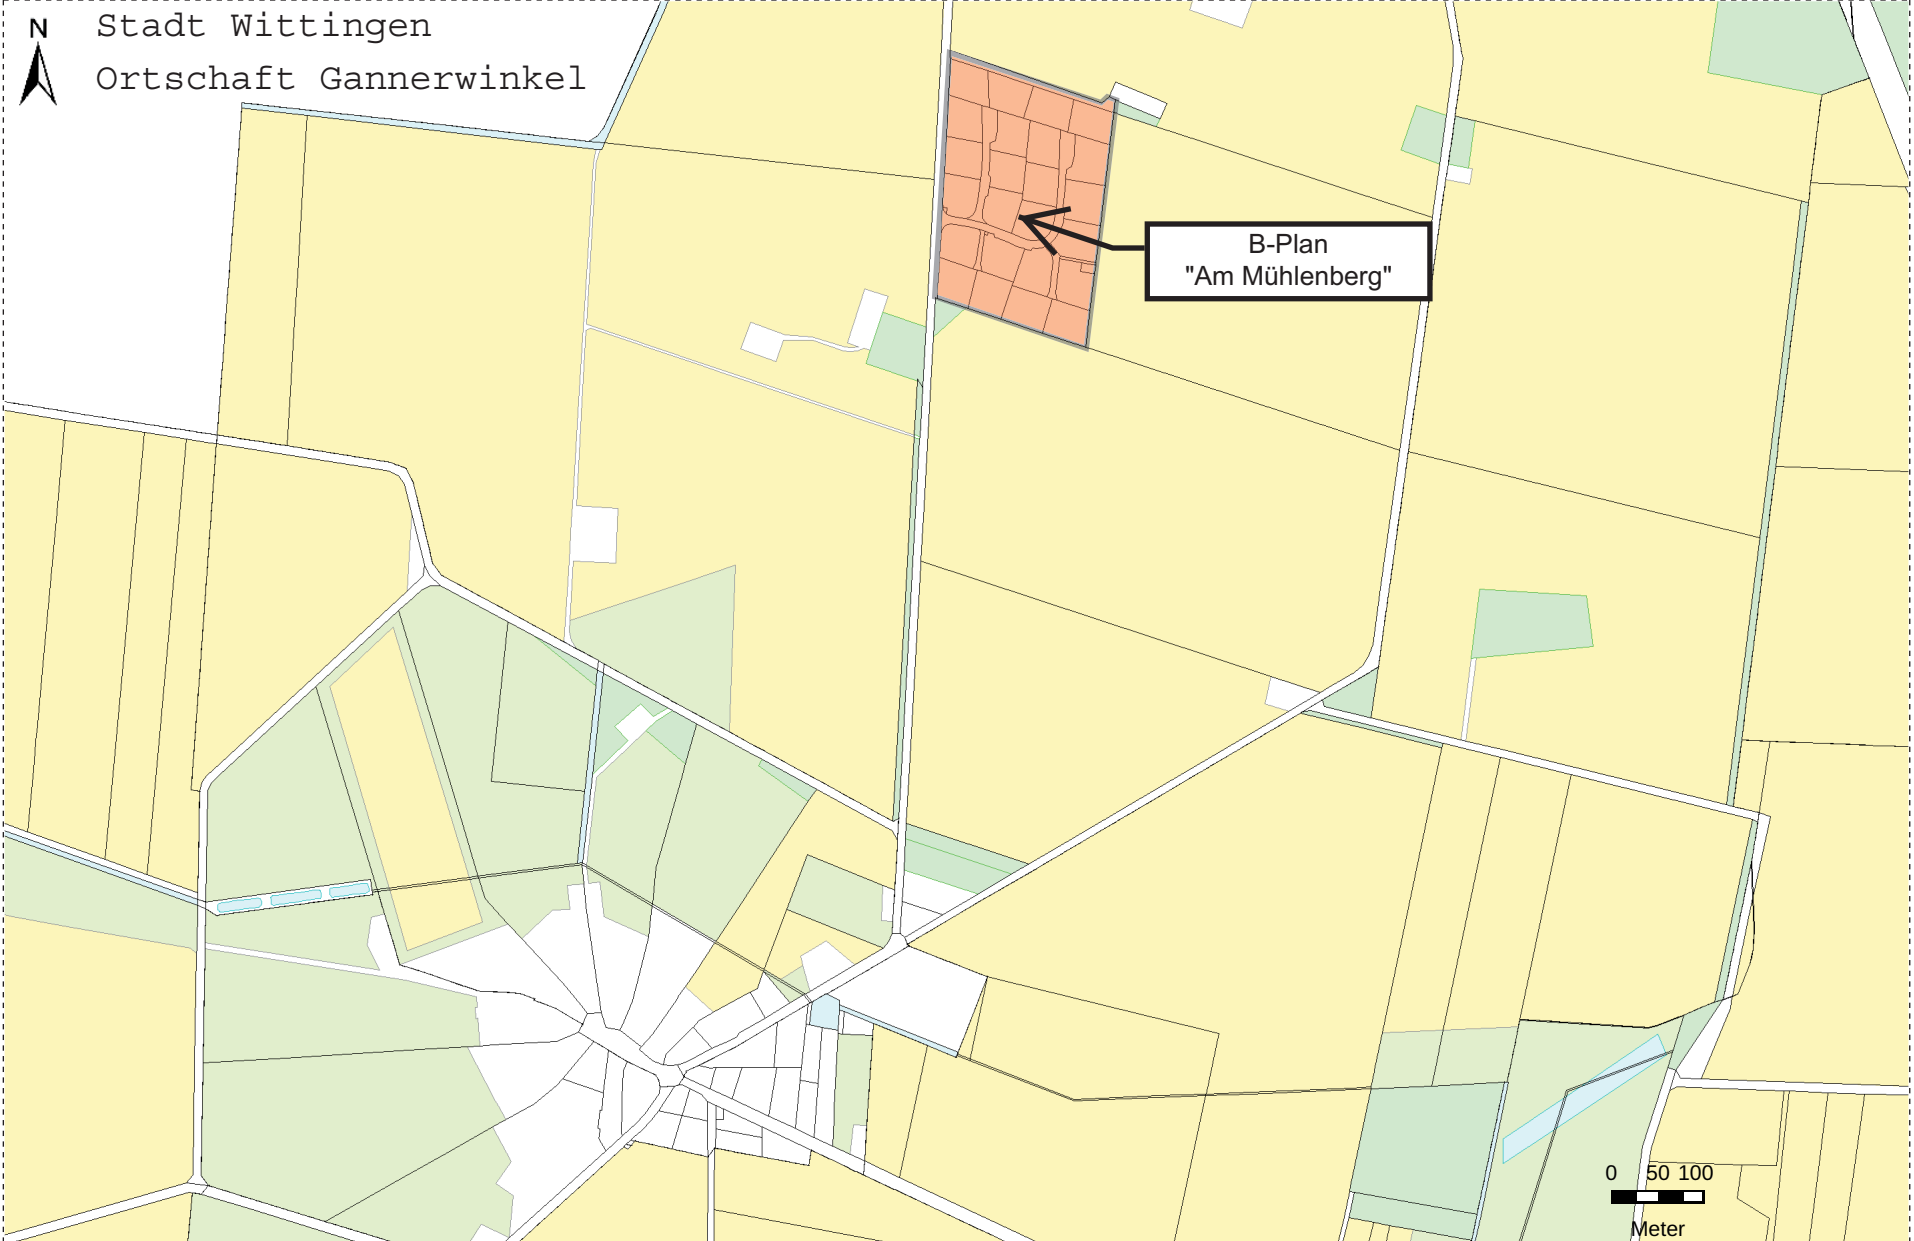 N
Stadt Wittingen
Ortschaft Gannerwinkel
B-Plan
"Am Mühlenberg"
0 50 100
Meter